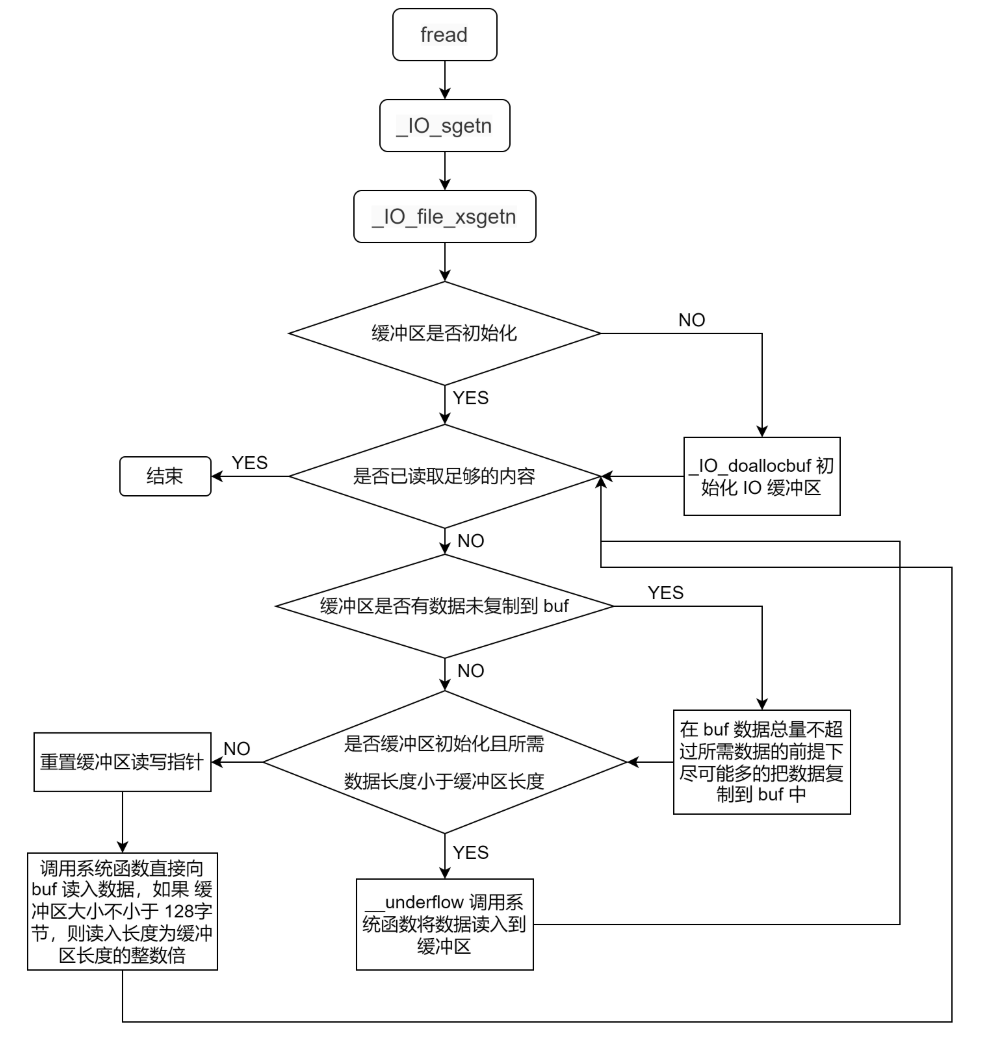 fread
_IO_sgetn
_IO_file_xsgetn
缓冲区是否初始化
NO
YES
_IO_doallocbuf 初
始化 IO 缓冲区
是否已读取足够的内容
YES
结束
NO
缓冲区是否有数据未复制到 buf
YES
NO
在 buf 数据总量不超
过所需数据的前提下
尽可能多的把数据复
制到 buf 中
是否缓冲区初始化且所需
数据长度小于缓冲区长度
NO
重置缓冲区读写指针
YES
调用系统函数直接向
buf 读入数据，如果 缓
冲区大小不小于 128字
节，则读入长度为缓冲
区长度的整数倍
__underflow 调用系
统函数将数据读入到
缓冲区